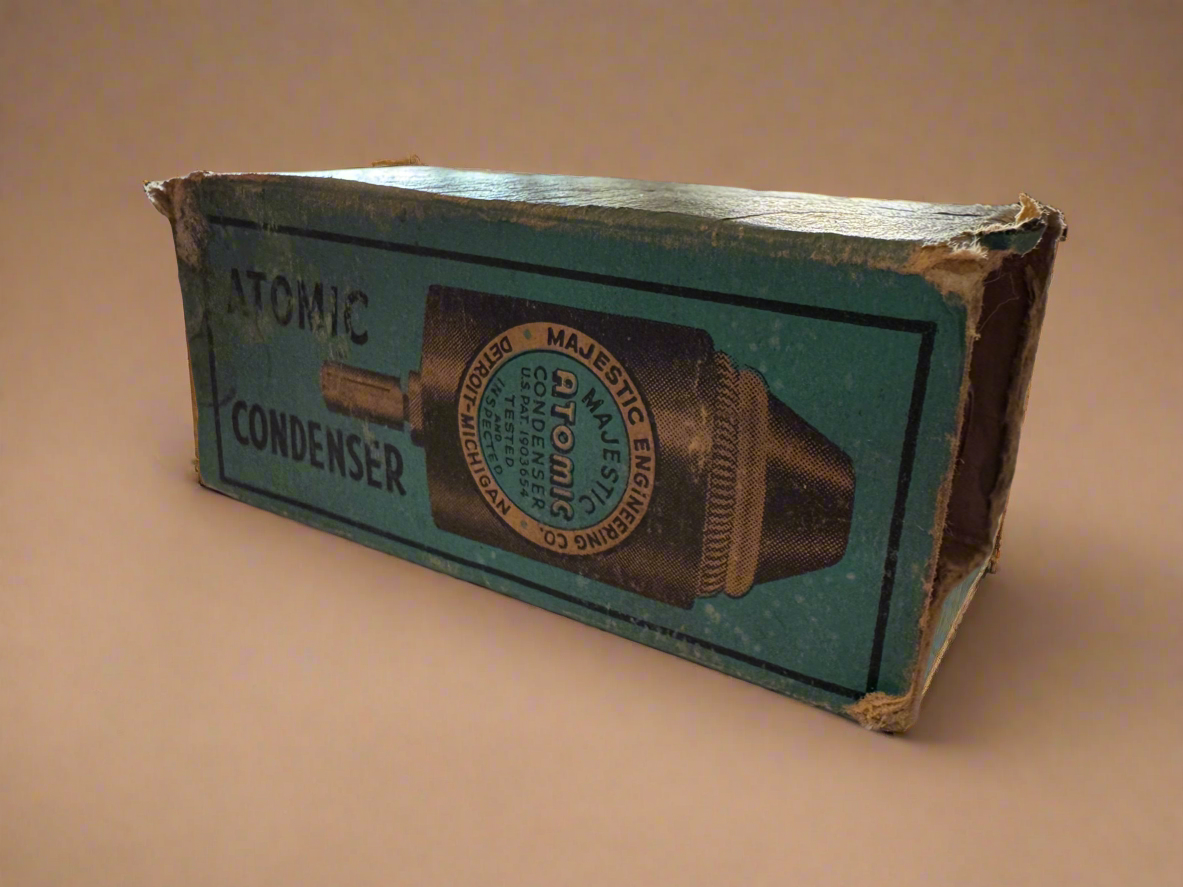 ATOMIC
CONDENSER
MAJESTIC ENGINEERING CO.
DETROIT-MICHIGAN
MAJESTIC
ATOMIC
CONDENSER
U.S. PAT. 1903654
TESTED
AND
INSPECTED